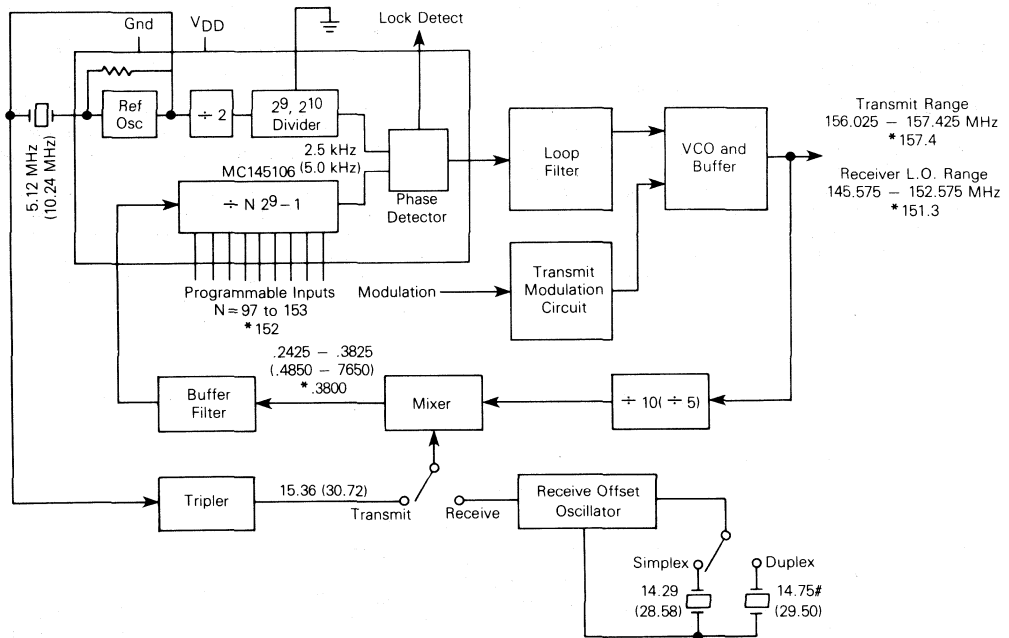 Gnd
VDD
Lock Detect
Ref
Osc
÷ 2
2⁹, 2¹⁰
Divider
5.12 MHz
(10.24 MHz)
2.5 kHz
(5.0 kHz)
MC145106
÷ N 2⁹ – 1
Phase
Detector
Loop
Filter
VCO and
Buffer
Transmit Range
156.025 – 157.425 MHz
*157.4
Receiver L.O. Range
145.575 – 152.575 MHz
*151.3
Programmable Inputs
N = 97 to 153
*152
Modulation
Transmit
Modulation
Circuit
.2425 – .3825
(.4850 – 7650)
*.3800
Buffer
Filter
Mixer
÷ 10( ÷ 5)
Tripler
15.36 (30.72)
Transmit
Receive
Receive Offset
Oscillator
Simplex
Duplex
14.29
(28.58)
14.75#
(29.50)